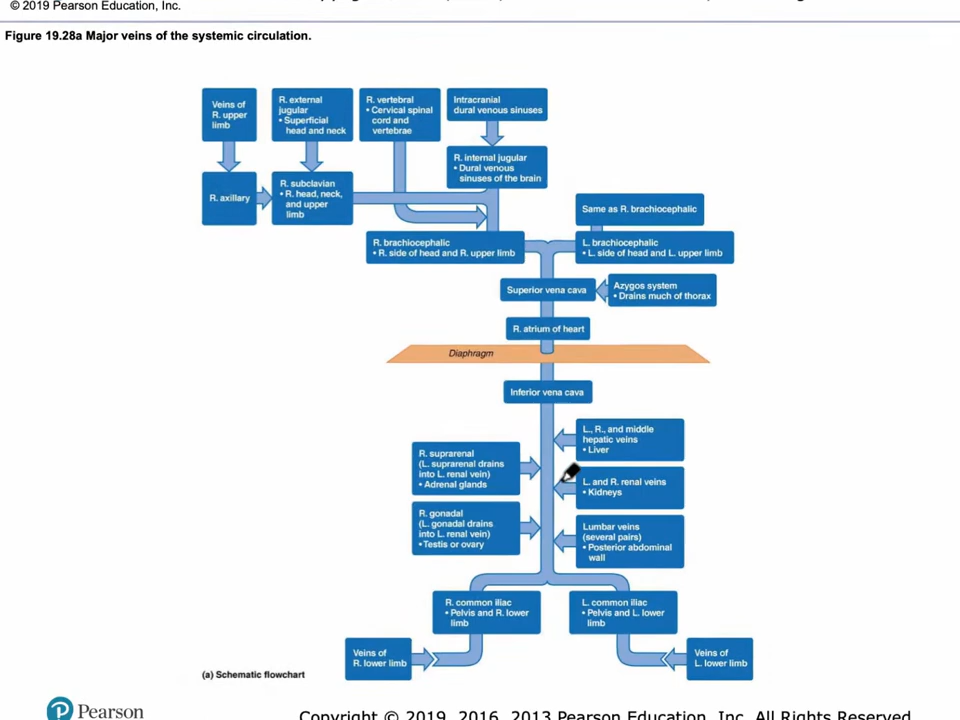 © 2019 Pearson Education, Inc.
Figure 19.28a Major veins of the systemic circulation.
Veins of
R. upper
limb
R. external
jugular
• Superficial
head and neck
R. vertebral
• Cervical spinal
cord and
vertebrae
Intracranial
dural venous sinuses
R. internal jugular
• Dural venous
sinuses of the brain
R. axillary
R. subclavian
• R. head, neck,
and upper
limb
Same as R. brachiocephalic
R. brachiocephalic
• R. side of head and R. upper limb
L. brachiocephalic
• L. side of head and L. upper limb
Superior vena cava
Azygos system
• Drains much of thorax
R. atrium of heart
Diaphragm
Inferior vena cava
L., R., and middle
hepatic veins
• Liver
R. suprarenal
(L. suprarenal drains
into L. renal vein)
• Adrenal glands
L. and R. renal veins
• Kidneys
R. gonadal
(L. gonadal drains
into L. renal vein)
• Testis or ovary
Lumbar veins
(several pairs)
• Posterior abdominal
wall
R. common iliac
• Pelvis and R. lower
limb
L. common iliac
• Pelvis and L. lower
limb
Veins of
R. lower limb
Veins of
L. lower limb
(a) Schematic flowchart
P Pearson
Copyright © 2019, 2016, 2013 Pearson Education, Inc. All Rights Reserved